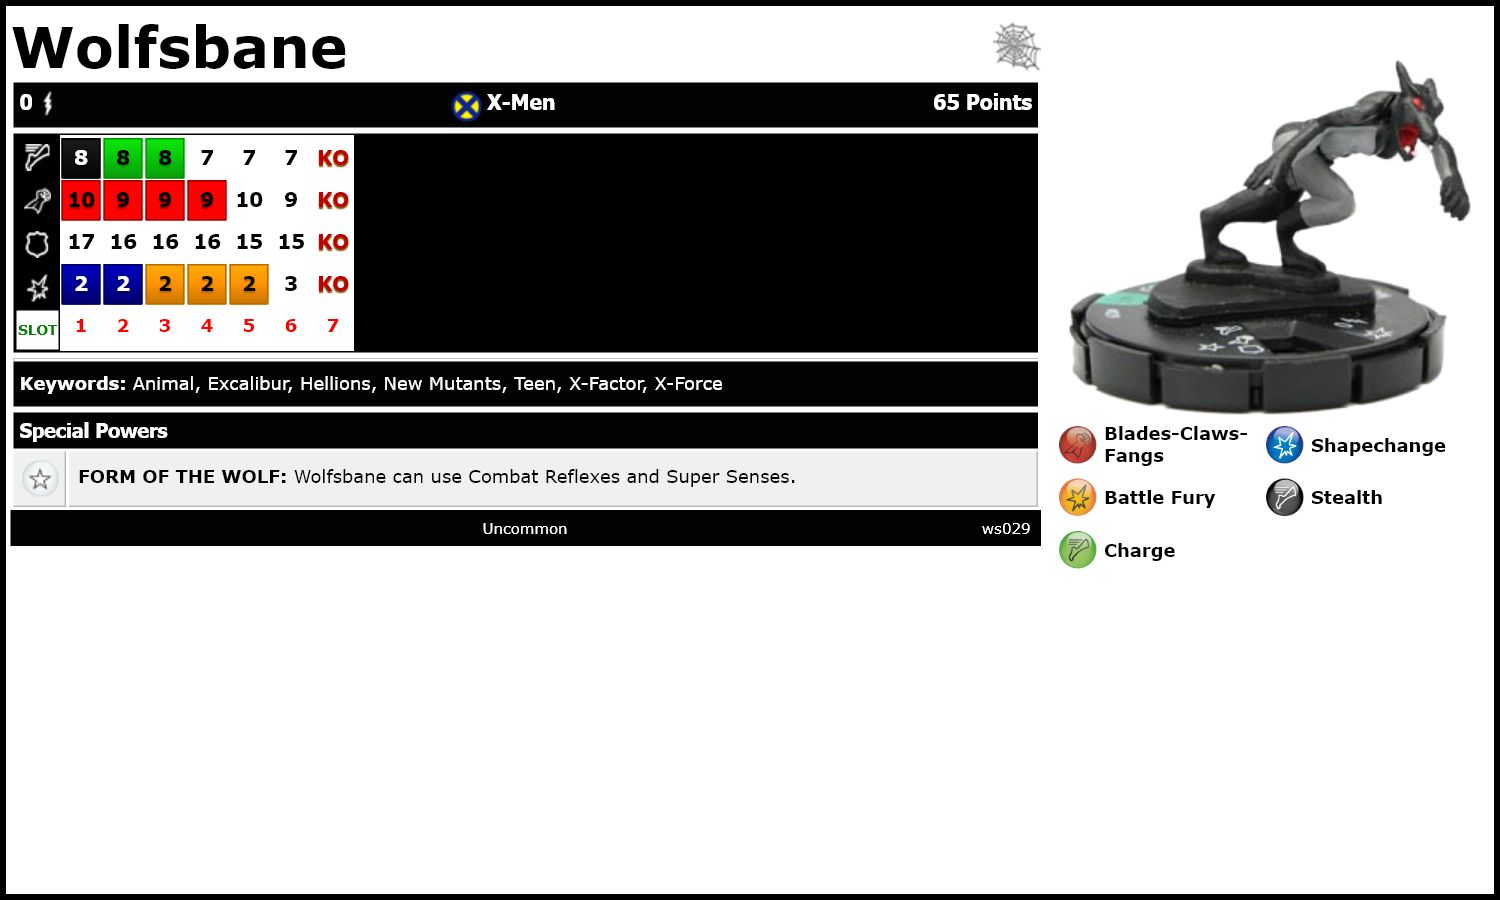 Wolfsbane
0 X-Men 65 Points
8 8 8 7 7 7 KO
10 9 9 9 10 9 KO
17 16 16 16 15 15 KO
2 2 2 2 2 3 KO
SLOT 1 2 3 4 5 6 7
Keywords: Animal, Excalibur, Hellions, New Mutants, Teen, X-Factor, X-Force
Special Powers
FORM OF THE WOLF: Wolfsbane can use Combat Reflexes and Super Senses.
Uncommon ws029
Blades-Claws-
Fangs
Shapechange
Battle Fury
Stealth
Charge